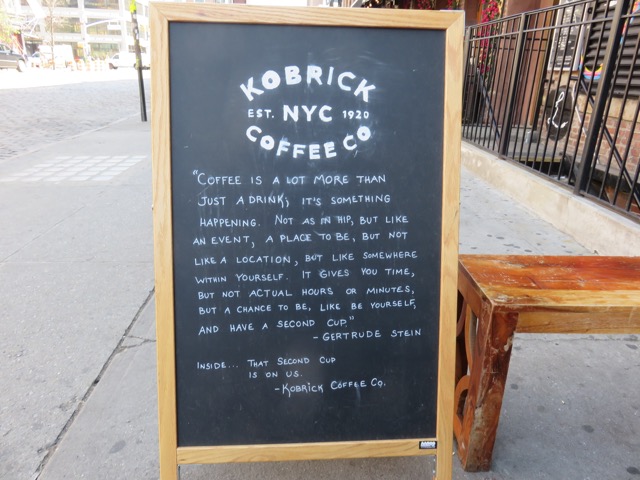 KOBRICK
EST. NYC 1920
COFFEE CO
"COFFEE IS A LOT MORE THAN
JUST A DRINK; IT'S SOMETHING
HAPPENING. NOT AS IN HIP, BUT LIKE
AN EVENT, A PLACE TO BE, BUT NOT
LIKE A LOCATION, BUT LIKE SOMEWHERE
WITHIN YOURSELF. IT GIVES YOU TIME,
BUT NOT ACTUAL HOURS OR MINUTES,
BUT A CHANCE TO BE, LIKE BE YOURSELF,
AND HAVE A SECOND CUP."
- GERTRUDE STEIN
INSIDE... THAT SECOND CUP
IS ON US.
-KOBRICK COFFEE CO.